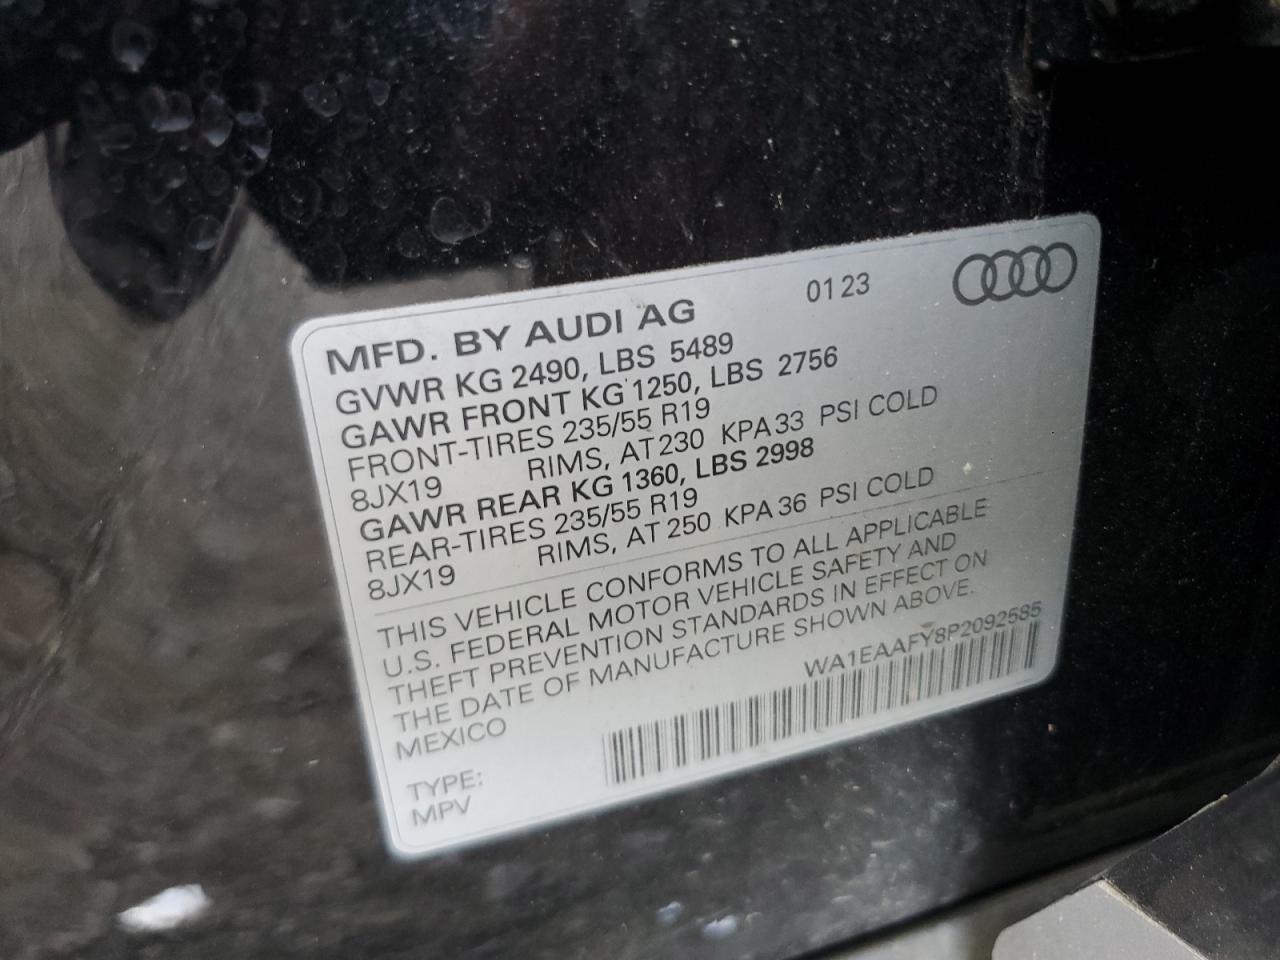 MFD. BY AUDI AG 0123
GVWR KG 2490, LBS 5489
GAWR FRONT KG 1250, LBS 2756
FRONT-TIRES 235/55 R19
8JX19 RIMS, AT 230 KPA 33 PSI COLD
GAWR REAR KG 1360, LBS 2998
REAR-TIRES 235/55 R19
8JX19 RIMS, AT 250 KPA 36 PSI COLD
THIS VEHICLE CONFORMS TO ALL APPLICABLE
U.S. FEDERAL MOTOR VEHICLE SAFETY AND
THEFT PREVENTION STANDARDS IN EFFECT ON
THE DATE OF MANUFACTURE SHOWN ABOVE.
MEXICO
WA1EAAFY8P2092585
TYPE:
MPV